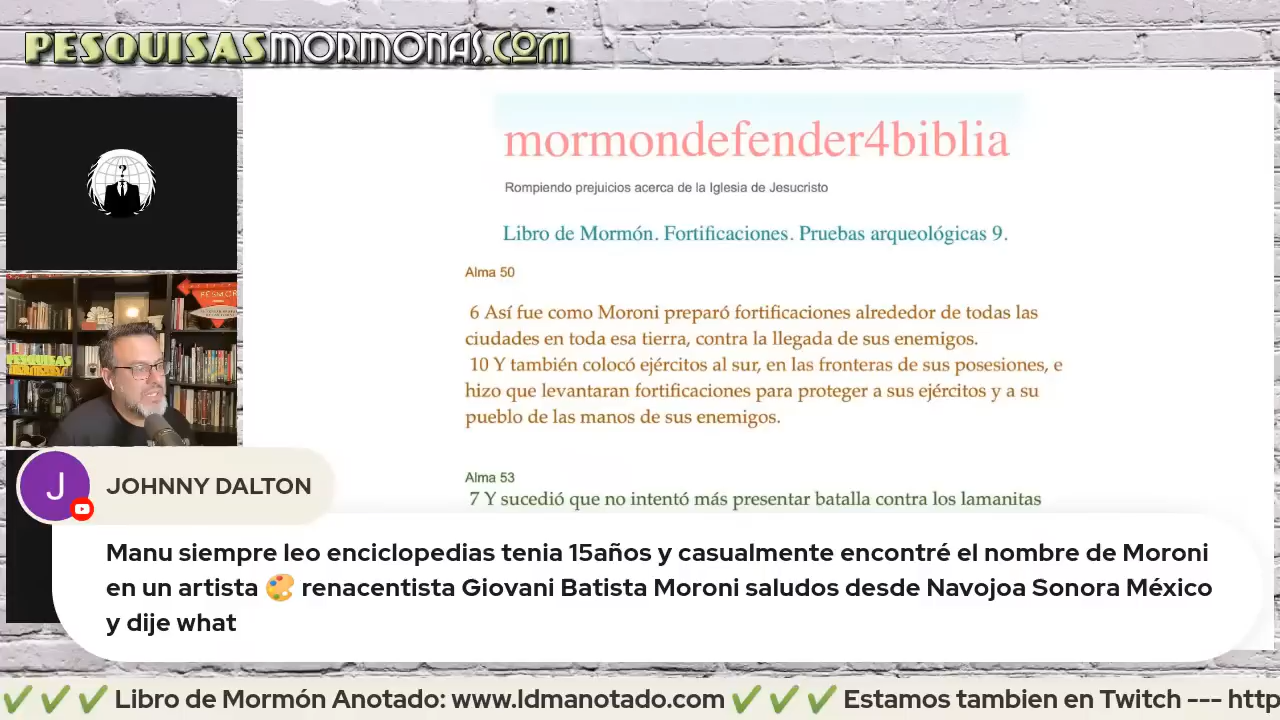 PESQUISASMORMONAS.COM
mormondefender4biblia
Rompiendo prejuicios acerca de la Iglesia de Jesucristo
Libro de Mormón. Fortificaciones. Pruebas arqueológicas 9.
Alma 50
6 Así fue como Moroni preparó fortificaciones alrededor de todas las
ciudades en toda esa tierra, contra la llegada de sus enemigos.
10 Y también colocó ejércitos al sur, en las fronteras de sus posesiones, e
hizo que levantaran fortificaciones para proteger a sus ejércitos y a su
pueblo de las manos de sus enemigos.
Alma 53
7 Y sucedió que no intentó más presentar batalla contra los lamanitas
PESQUISAS
J
JOHNNY DALTON
Manu siempre leo enciclopedias tenia 15años y casualmente encontré el nombre de Moroni
en un artista 🎨 renacentista Giovani Batista Moroni saludos desde Navojoa Sonora México
y dije what
✔ ✔ ✔ Libro de Mormón Anotado: www.ldmanotado.com ✔ ✔ ✔ Estamos tambien en Twitch --- http